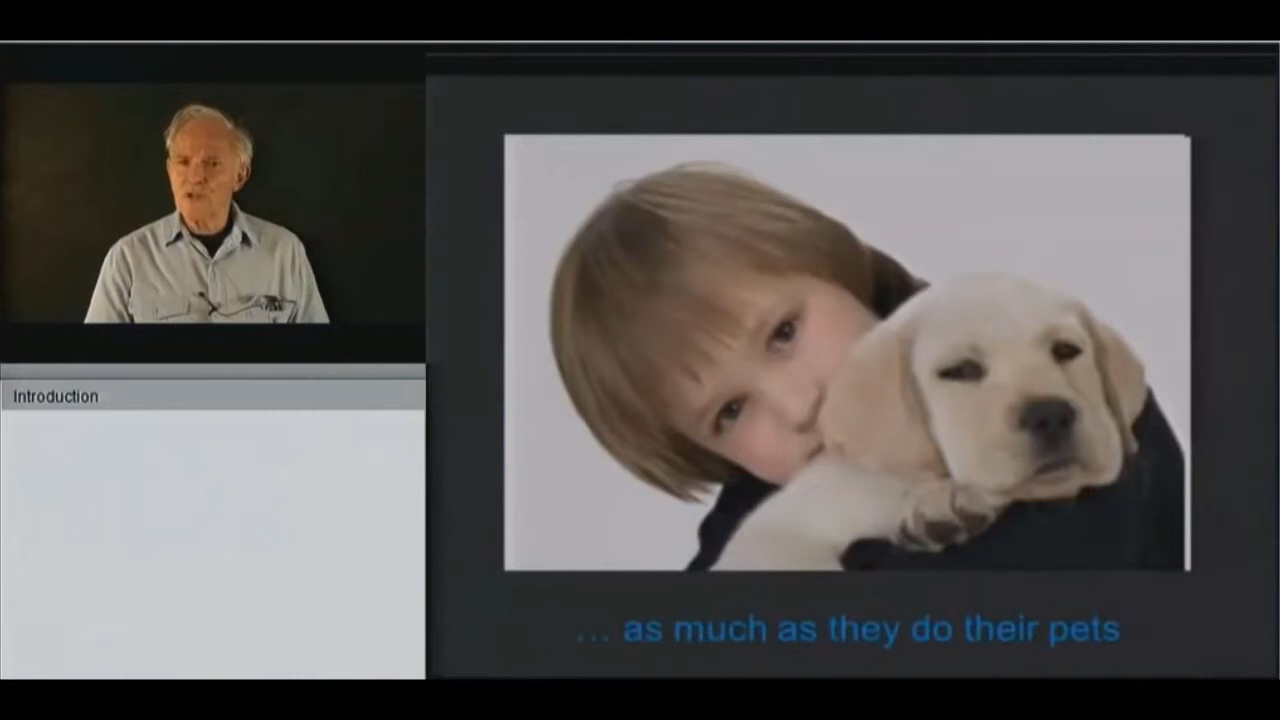 Introduction
... as much as they do their pets